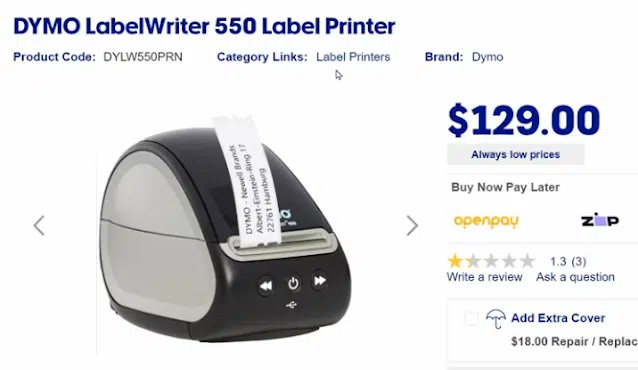 DYMO LabelWriter 550 Label Printer
Product Code: DYLW550PRN Category Links: Label Printers Brand: Dymo
$129.00
Always low prices
Buy Now Pay Later
openpay ZIP
1.3 (3)
Write a review Ask a question
Add Extra Cover
$18.00 Repair / Replac
DYMO - Newell Brands
Albert-Einstein-Ring 17
22761 Hamburg